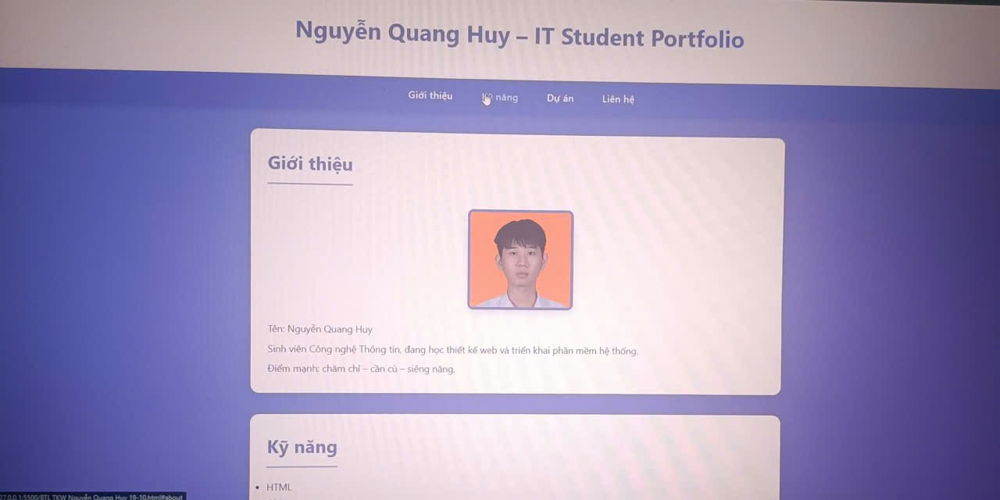 Nguyễn Quang Huy – IT Student Portfolio
Giới thiệu năng Dự án Liên hệ
Giới thiệu
Tên: Nguyễn Quang Huy
Sinh viên Công nghệ Thông tin, đang học thiết kế web và triển khai phần mềm hệ thống.
Điểm mạnh: chăm chỉ – cần cù – siêng năng.
Kỹ năng
• HTML
27.0.0.1:5500/BTL TKW Nguyễn Quang Huy 19-10.html#about